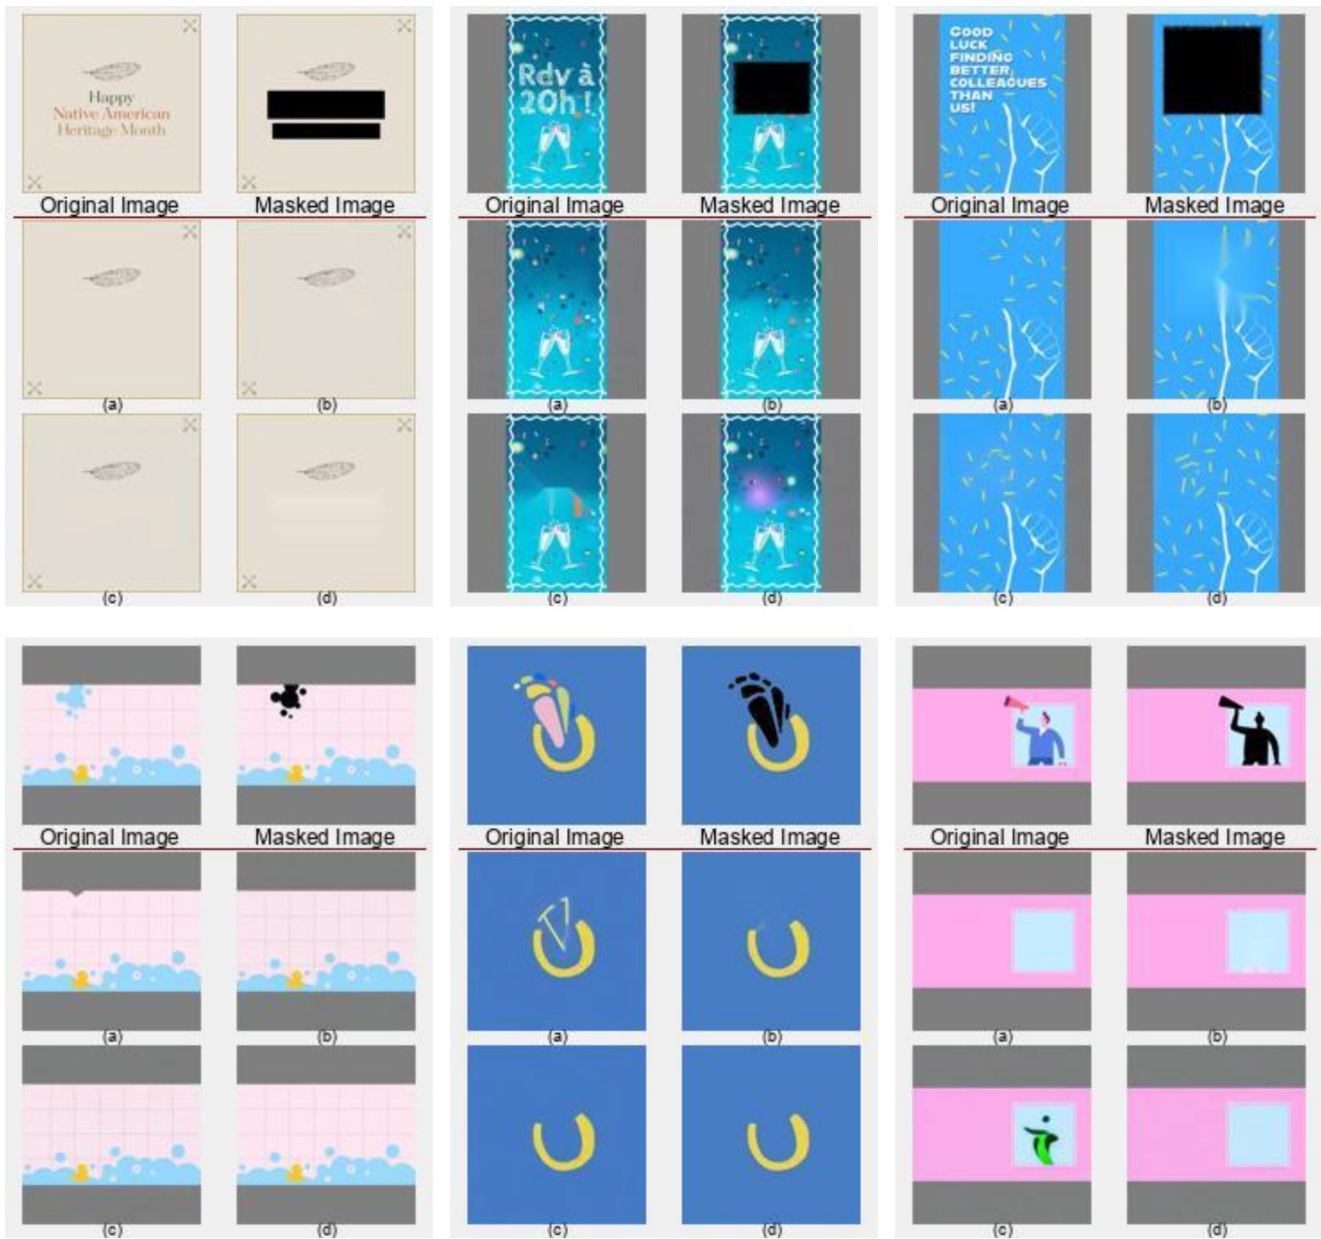 Happy
Native American
Heritage Month
Original Image
Masked Image
(a)
(b)
(c)
(d)
Rdv à
20h !
Original Image
Masked Image
(a)
(b)
(c)
(d)
GOOD
LUCK
FINDING
BETTER
COLLEAGUES
THAN
US!
Original Image
Masked Image
(a)
(b)
(c)
(d)
Original Image
Masked Image
(a)
(b)
(c)
(d)
Original Image
Masked Image
(a)
(b)
(c)
(d)
Original Image
Masked Image
(a)
(b)
(c)
(d)